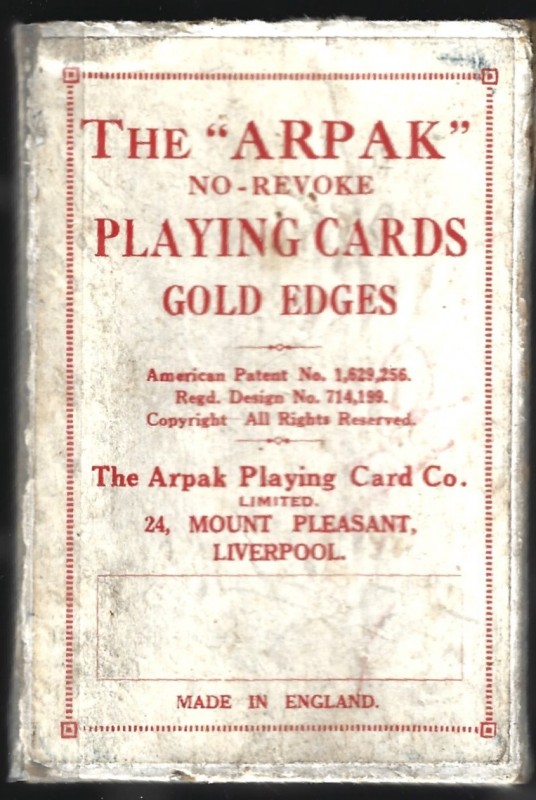 THE "ARPAK"
NO-REVOKE
PLAYING CARDS
GOLD EDGES
American Patent No. 1,629,256.
Regd. Design No. 714,199.
Copyright All Rights Reserved.
The Arpak Playing Card Co.
LIMITED.
24, MOUNT PLEASANT,
LIVERPOOL.
MADE IN ENGLAND.